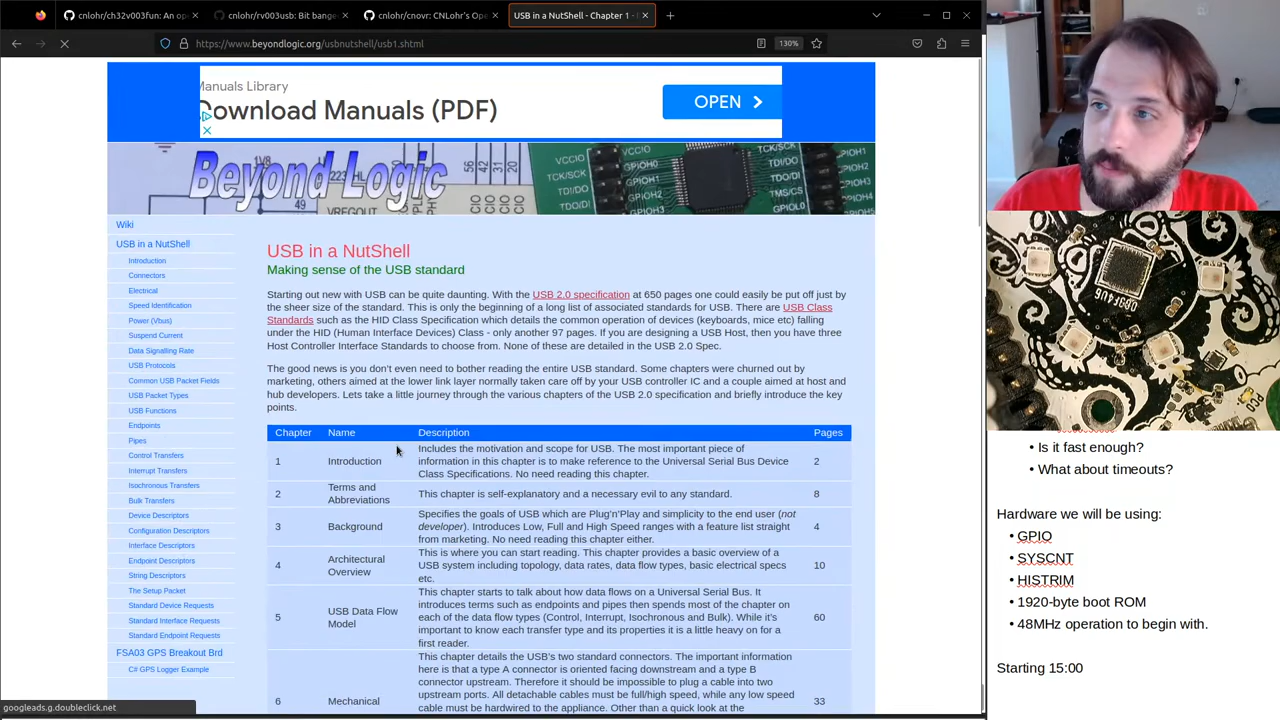 cnlohr/ch32v003fun: An op
cnlohr/rv003usb: Bit bange
cnlohr/cnovr: CNLohr's Ope
USB in a NutShell - Chapter 1 -
https://www.beyondlogic.org/usbnutshell/usb1.shtml
130%
Manuals Library
Download Manuals (PDF)
OPEN
Beyond Logic
Wiki
USB in a NutShell
Introduction
Connectors
Electrical
Speed Identification
Power (Vbus)
Suspend Current
Data Signalling Rate
USB Protocols
Common USB Packet Fields
USB Packet Types
USB Functions
Endpoints
Pipes
Control Transfers
Interrupt Transfers
Isochronous Transfers
Bulk Transfers
Device Descriptors
Configuration Descriptors
Interface Descriptors
Endpoint Descriptors
String Descriptors
The Setup Packet
Standard Device Requests
Standard Interface Requests
Standard Endpoint Requests
FSA03 GPS Breakout Brd
C# GPS Logger Example
USB in a NutShell
Making sense of the USB standard
Starting out new with USB can be quite daunting. With the USB 2.0 specification at 650 pages one could easily be put off just by
the sheer size of the standard. This is only the beginning of a long list of associated standards for USB. There are USB Class
Standards such as the HID Class Specification which details the common operation of devices (keyboards, mice etc) falling
under the HID (Human Interface Devices) Class - only another 97 pages. If you are designing a USB Host, then you have three
Host Controller Interface Standards to choose from. None of these are detailed in the USB 2.0 Spec.
The good news is you don't even need to bother reading the entire USB standard. Some chapters were churned out by
marketing, others aimed at the lower link layer normally taken care off by your USB controller IC and a couple aimed at host and
hub developers. Lets take a little journey through the various chapters of the USB 2.0 specification and briefly introduce the key
points.
Chapter Name Description Pages
1 Introduction Includes the motivation and scope for USB. The most important piece of
information in this chapter is to make reference to the Universal Serial Bus Device
Class Specifications. No need reading this chapter. 2
2 Terms and
Abbreviations This chapter is self-explanatory and a necessary evil to any standard. 8
3 Background Specifies the goals of USB which are Plug'n'Play and simplicity to the end user (not
developer). Introduces Low, Full and High Speed ranges with a feature list straight
from marketing. No need reading this chapter either. 4
4 Architectural
Overview This is where you can start reading. This chapter provides a basic overview of a
USB system including topology, data rates, data flow types, basic electrical specs
etc. 10
5 USB Data Flow
Model This chapter starts to talk about how data flows on a Universal Serial Bus. It
introduces terms such as endpoints and pipes then spends most of the chapter on
each of the data flow types (Control, Interrupt, Isochronous and Bulk). While it's
important to know each transfer type and its properties it is a little heavy on for a
first reader. 60
6 Mechanical This chapter details the USB's two standard connectors. The important information
here is that a type A connector is oriented facing downstream and a type B
connector upstream. Therefore it should be impossible to plug a cable into two
upstream ports. All detachable cables must be full/high speed, while any low speed
cable must be hardwired to the appliance. Other than a quick look at the 33
googleads.g.doubleclick.net
• Is it fast enough?
• What about timeouts?
Hardware we will be using:
• GPIO
• SYSCNT
• HISTRIM
• 1920-byte boot ROM
• 48MHz operation to begin with.
Starting 15:00